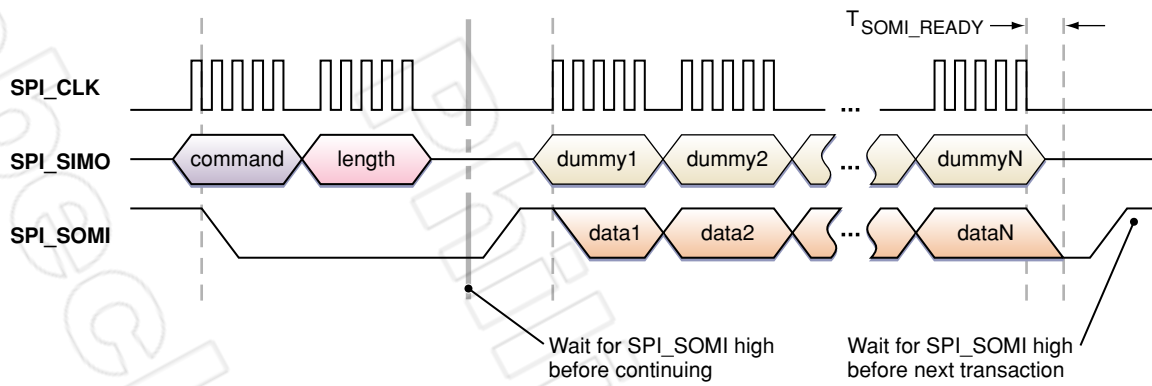 T SOMI_READY
SPI_CLK
...
SPI_SIMO
command
length
dummy1
dummy2
...
dummyN
SPI_SOMI
data1
data2
...
dataN
Wait for SPI_SOMI high
before continuing
Wait for SPI_SOMI high
before next transaction